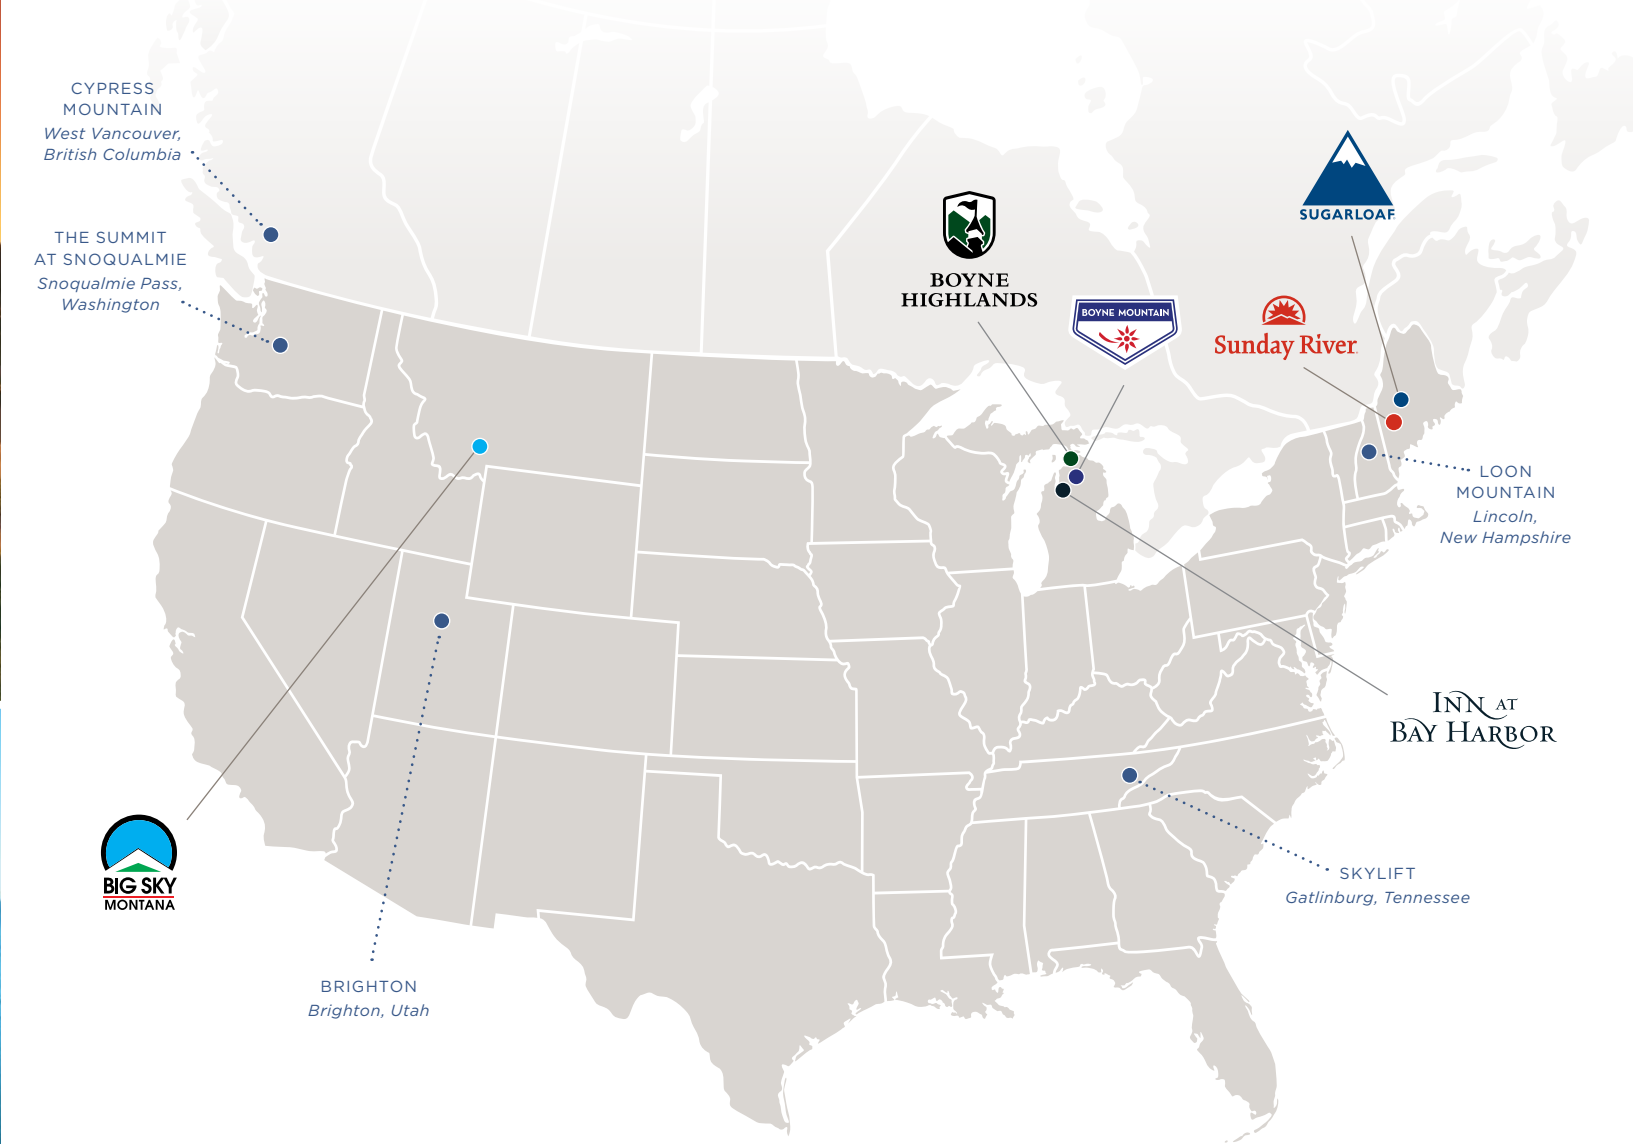 CYPRESS
MOUNTAIN
West Vancouver,
British Columbia
THE SUMMIT
AT SNOQUALMIE
Snoqualmie Pass,
Washington
BOYNE
HIGHLANDS
BOYNE MOUNTAIN
Sunday River
SUGARLOAF
LOON
MOUNTAIN
Lincoln,
New Hampshire
INN AT
BAY HARBOR
SKYLIFT
Gatlinburg, Tennessee
BIG SKY
MONTANA
BRIGHTON
Brighton, Utah